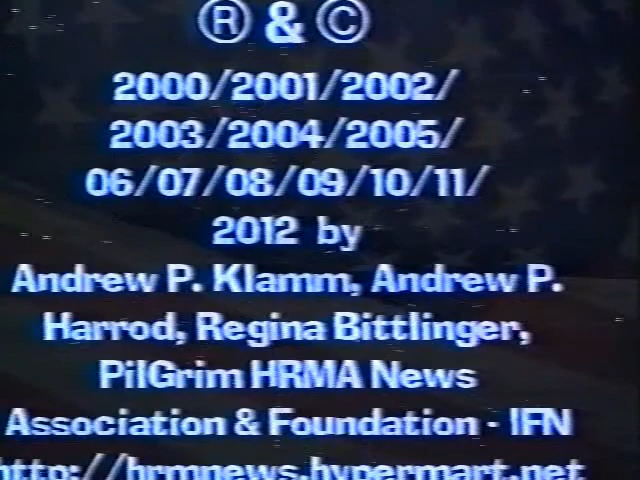 ® & ©
2000/2001/2002/
2003/2004/2005/
06/07/08/09/10/11/
2012 by
Andrew P. Klamm, Andrew P.
Harrod, Regina Bittlinger,
PilGrim HRMA News
Association & Foundation - IFN
http://hrmnews.hypermart.net